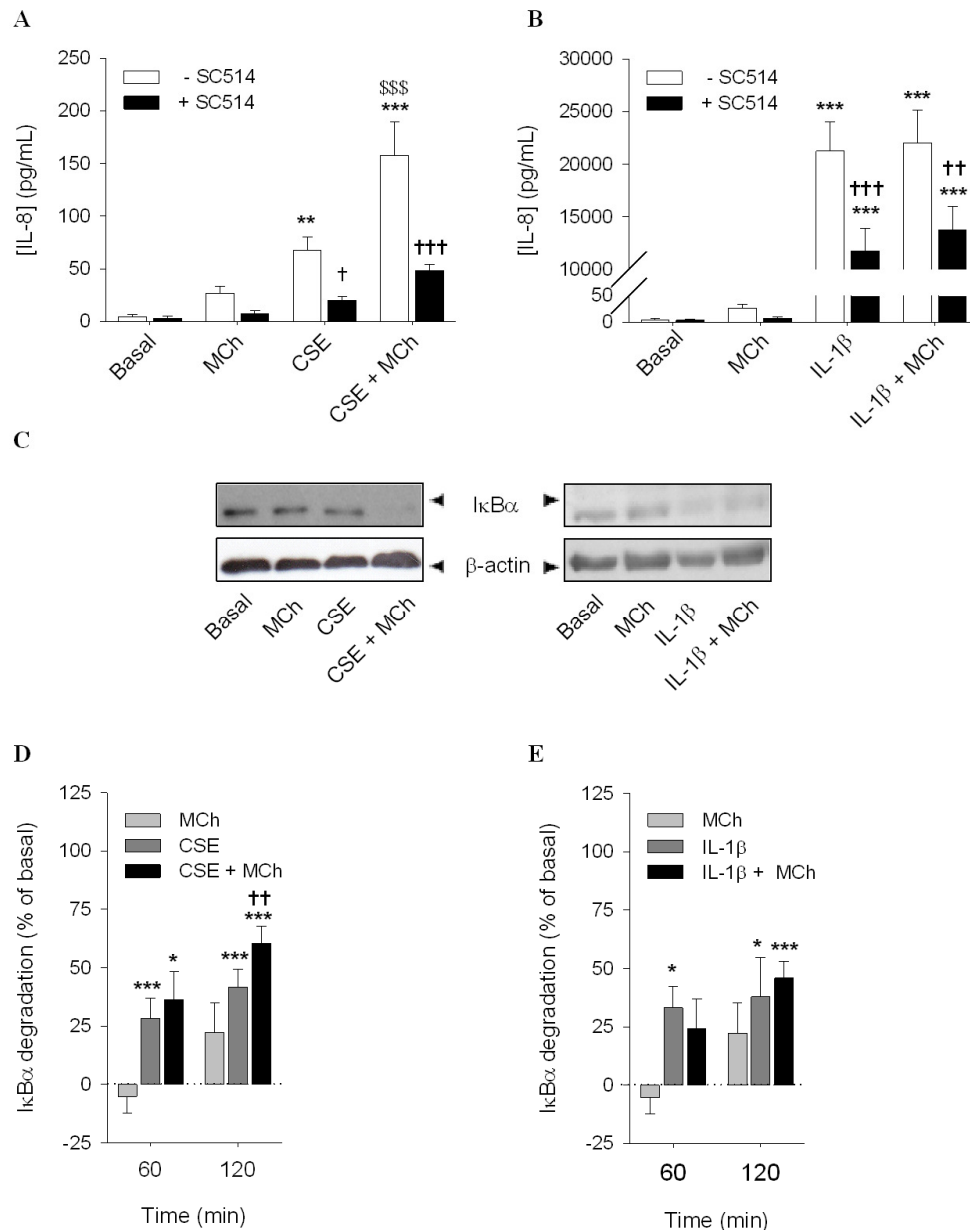 A
250
200
150
100
50
0
[IL-8] (pg/mL)
- SC514
+ SC514
**
†
$$$
***
†††
Basal
MCh
CSE
CSE + MCh
B
30000
25000
20000
15000
10000
50
0
[IL-8] (pg/mL)
- SC514
+ SC514
***
†††
***
***
††
***
Basal
MCh
IL-1β
IL-1β + MCh
C
IκBα
β-actin
Basal
MCh
CSE
CSE + MCh
Basal
MCh
IL-1β
IL-1β + MCh
D
125
100
75
50
25
0
-25
IκBα degradation (% of basal)
MCh
CSE
CSE + MCh
***
*
***
††
***
60
120
Time (min)
E
125
100
75
50
25
0
-25
IκBα degradation (% of basal)
MCh
IL-1β
IL-1β + MCh
*
*
***
60
120
Time (min)